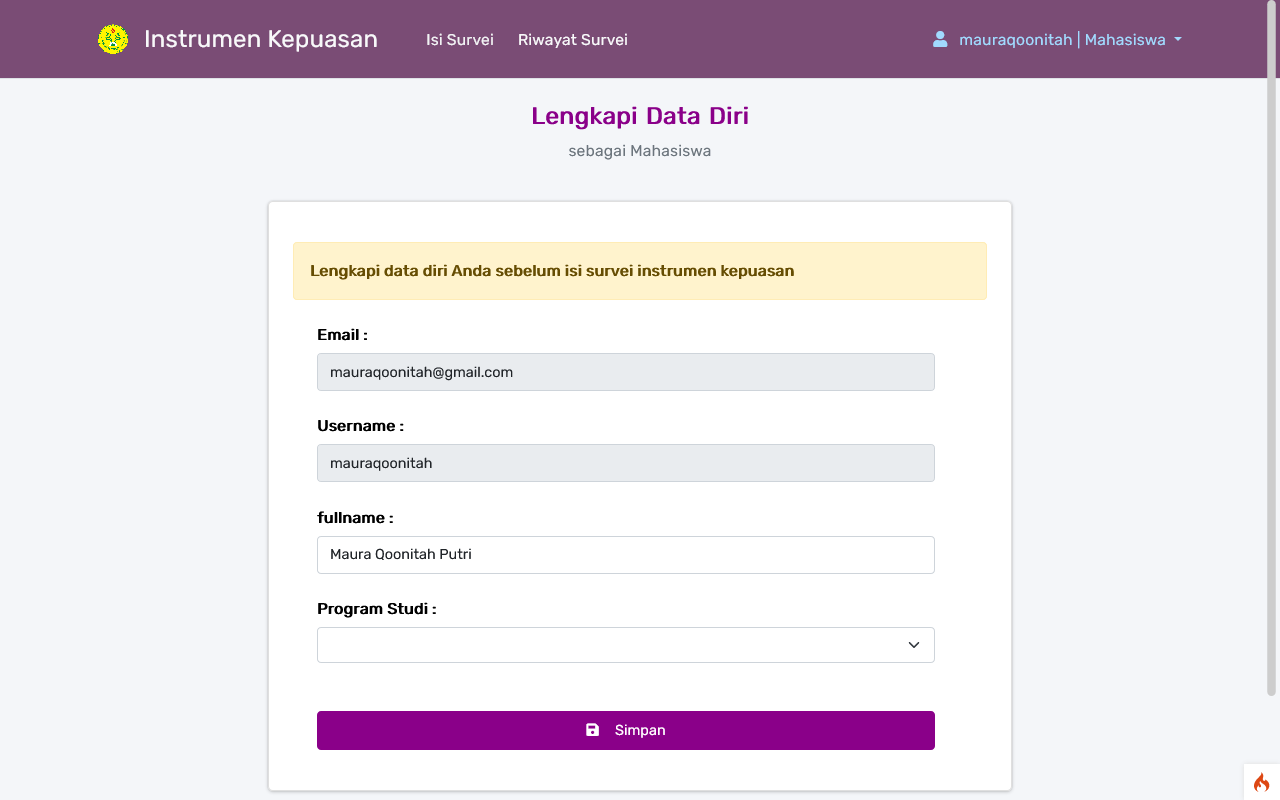 Instrumen Kepuasan
Isi Survei
Riwayat Survei
mauraqoonitah | Mahasiswa
Lengkapi Data Diri
sebagai Mahasiswa
Lengkapi data diri Anda sebelum isi survei instrumen kepuasan
Email :
mauraqoonitah@gmail.com
Username :
mauraqoonitah
fullname :
Maura Qoonitah Putri
Program Studi :
Simpan